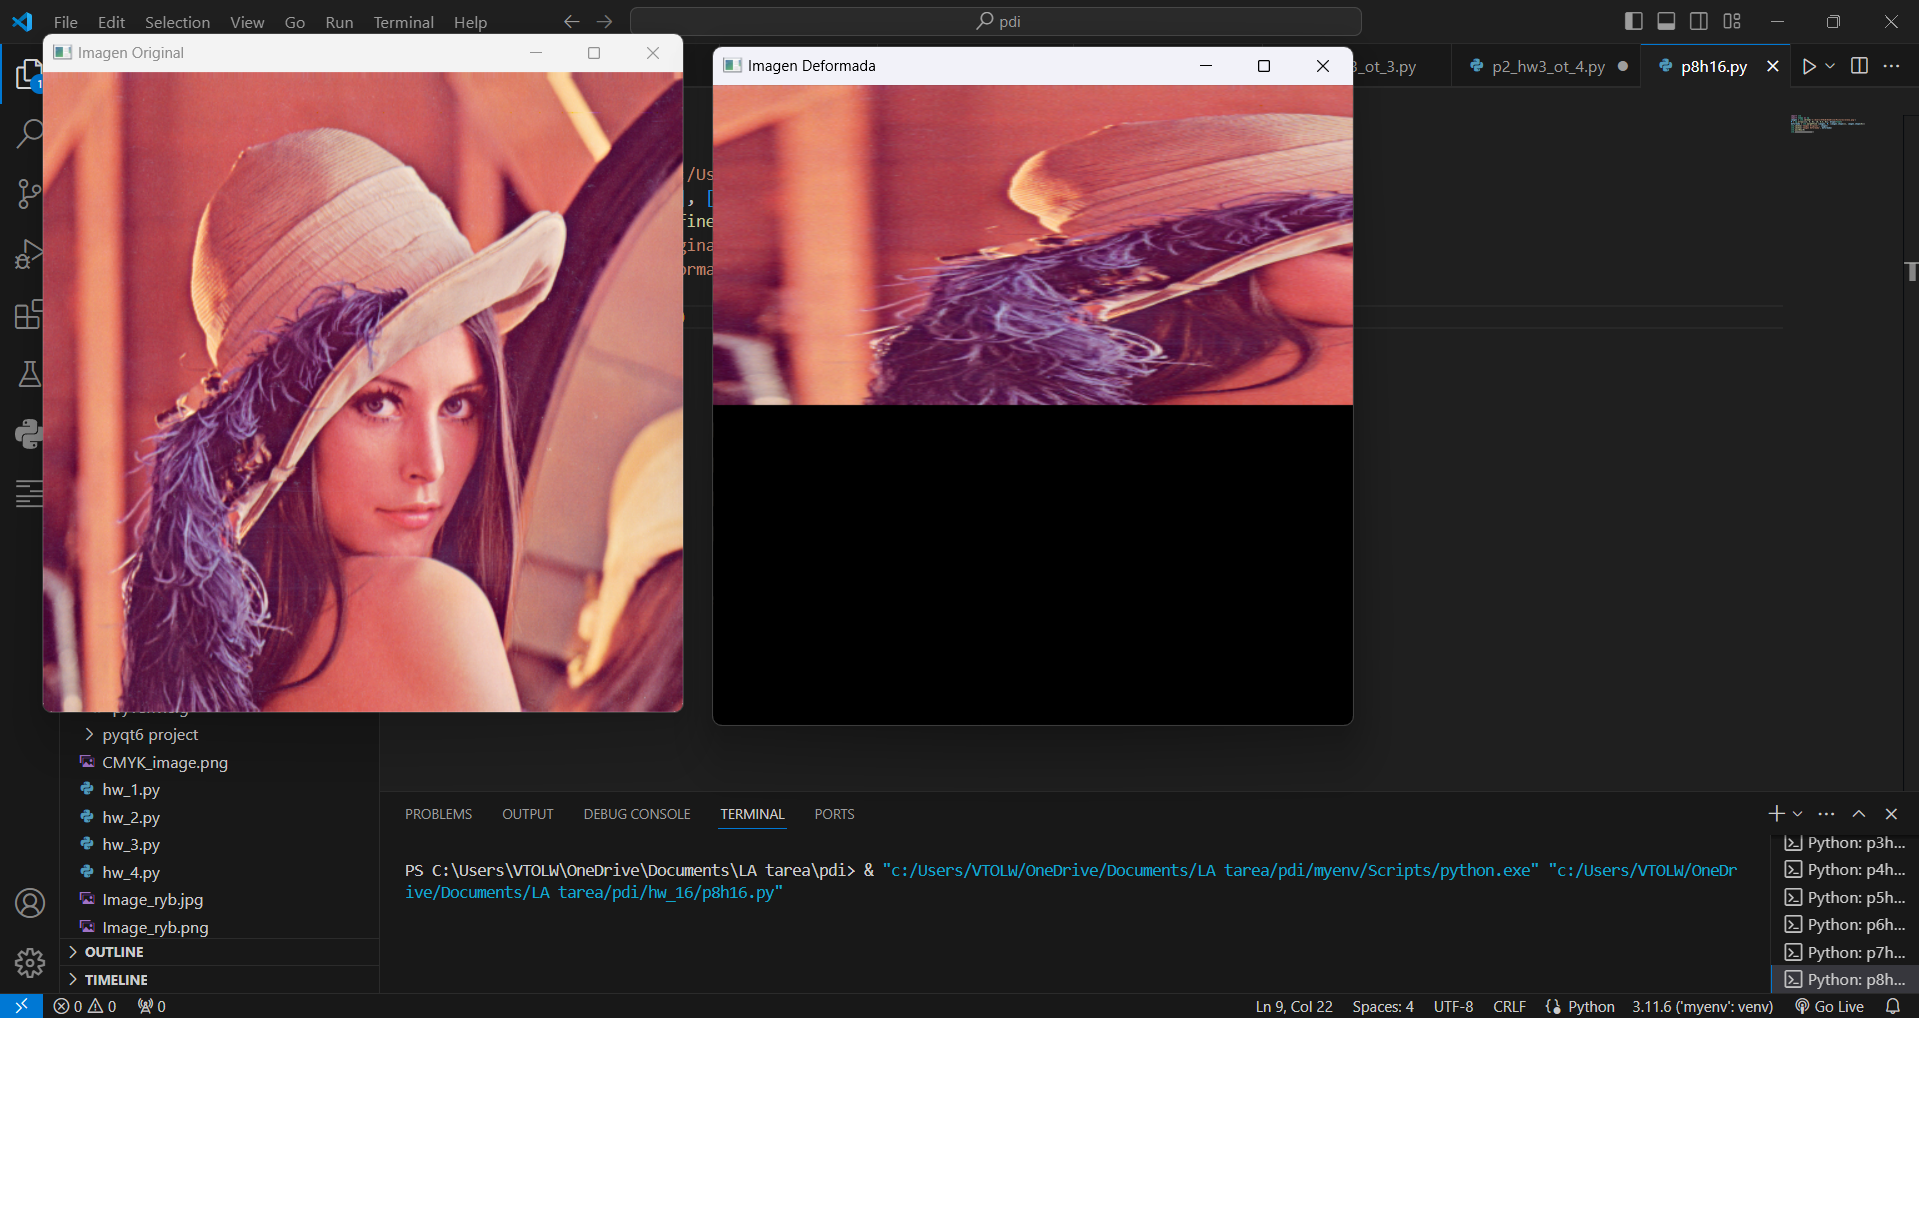 File Edit Selection View Go Run Terminal Help
pdi
Imagen Original
Imagen Deformada
3_ot_3.py
p2_hw3_ot_4.py
p8h16.py
1
/Us
, [
Fine
gina
orma
)
pyqt6 project
CMYK_image.png
hw_1.py
hw_2.py
hw_3.py
hw_4.py
Image_ryb.jpg
Image_ryb.png
OUTLINE
TIMELINE
PROBLEMS OUTPUT DEBUG CONSOLE TERMINAL PORTS
PS C:\Users\VTOLW\OneDrive\Documents\LA tarea\pdi> & "c:/Users/VTOLW/OneDrive/Documents/LA tarea/pdi/myenv/Scripts/python.exe" "c:/Users/VTOLW/OneDr
ive/Documents/LA tarea/pdi/hw_16/p8h16.py"
Python: p3h...
Python: p4h...
Python: p5h...
Python: p6h...
Python: p7h...
Python: p8h...
0 0 0
Ln 9, Col 22 Spaces: 4 UTF-8 CRLF Python 3.11.6 ('myenv': venv) Go Live